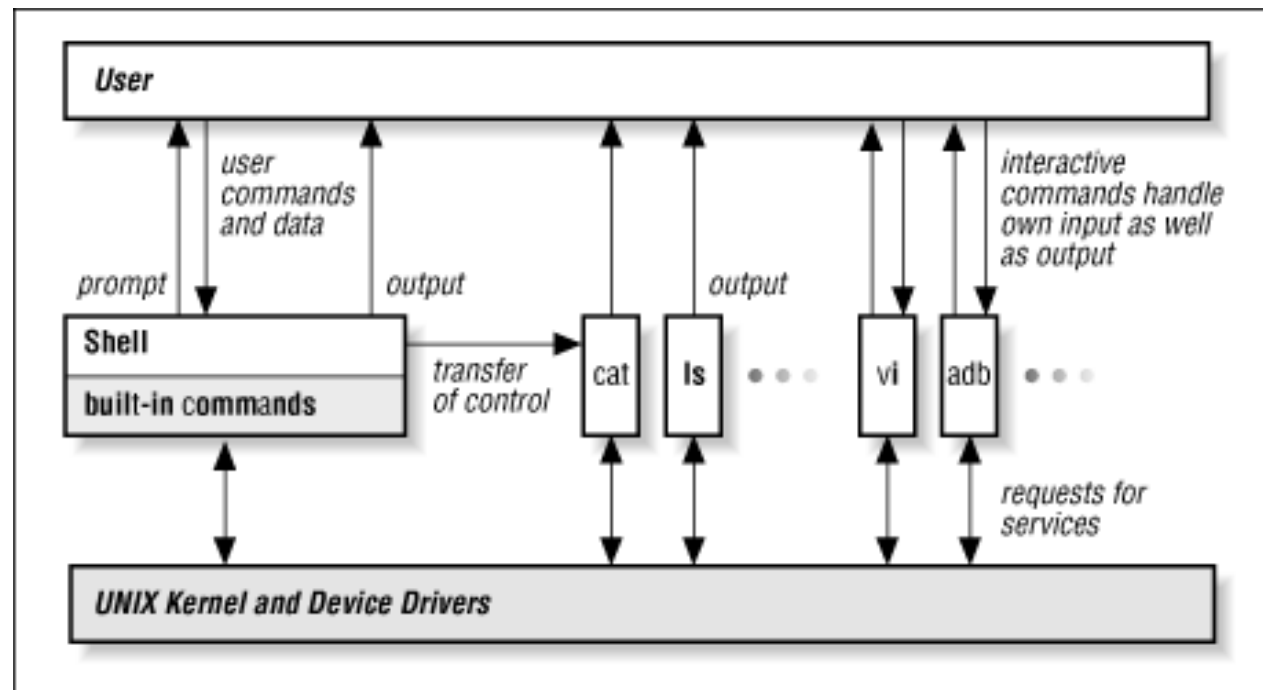 User
user
commands
and data
interactive
commands handle
own input as well
as output
prompt
output
output
Shell
built-in commands
transfer
of control
cat
ls
vi
adb
requests for
services
UNIX Kernel and Device Drivers